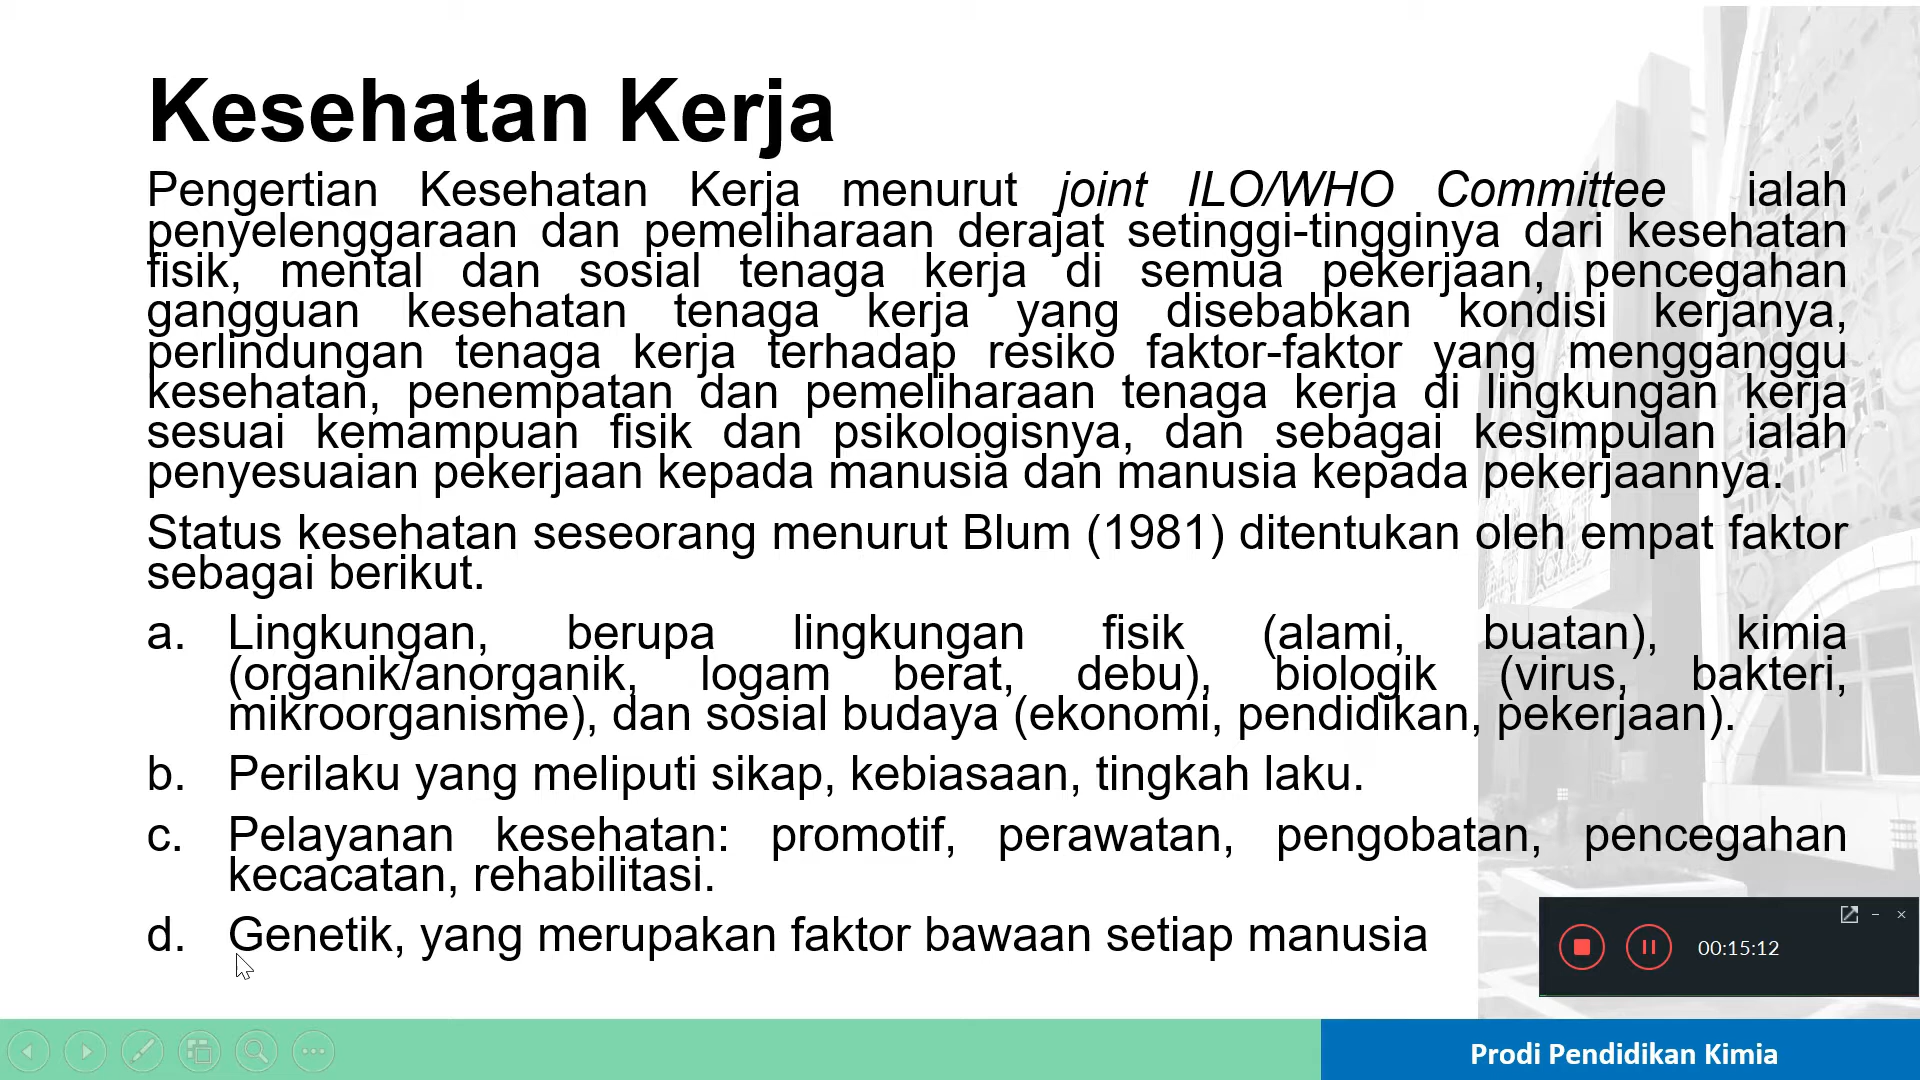 Kesehatan Kerja
Pengertian Kesehatan Kerja menurut joint ILO/WHO Committee ialah
penyelenggaraan dan pemeliharaan derajat setinggi-tingginya dari kesehatan
fisik, mental dan sosial tenaga kerja di semua pekerjaan, pencegahan
gangguan kesehatan tenaga kerja yang disebabkan kondisi kerjanya,
perlindungan tenaga kerja terhadap resiko faktor-faktor yang mengganggu
kesehatan, penempatan dan pemeliharaan tenaga kerja di lingkungan kerja
sesuai kemampuan fisik dan psikologisnya, dan sebagai kesimpulan ialah
penyesuaian pekerjaan kepada manusia dan manusia kepada pekerjaannya.
Status kesehatan seseorang menurut Blum (1981) ditentukan oleh empat faktor
sebagai berikut.
a. Lingkungan, berupa lingkungan fisik (alami, buatan), kimia
(organik/anorganik, logam berat, debu), biologik (virus, bakteri,
mikroorganisme), dan sosial budaya (ekonomi, pendidikan, pekerjaan).
b. Perilaku yang meliputi sikap, kebiasaan, tingkah laku.
c. Pelayanan kesehatan: promotif, perawatan, pengobatan, pencegahan
kecacatan, rehabilitasi.
d. Genetik, yang merupakan faktor bawaan setiap manusia
00:15:12
Prodi Pendidikan Kimia